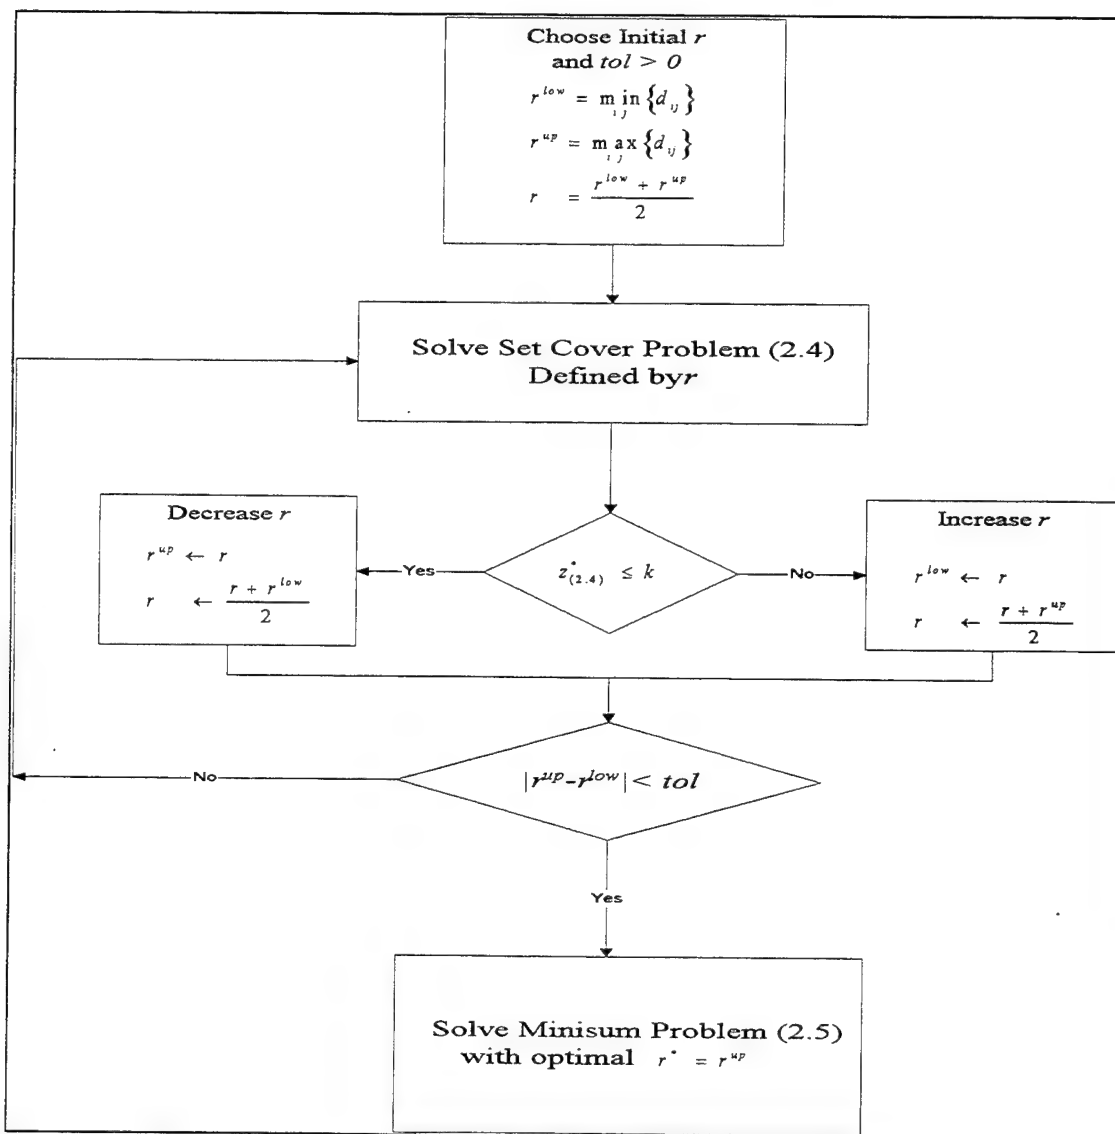 Choose Initial r
and tol > 0
r^low = min_ij {d_ij}
r^up = max_ij {d_ij}
r = (r^low + r^up) / 2
Solve Set Cover Problem (2.4)
Defined by r
Decrease r
r^up ← r
r ← (r + r^low) / 2
Yes
z*_(2.4) ≤ k
No
Increase r
r^low ← r
r ← (r + r^up) / 2
No
|r^up-r^low| < tol
Yes
Solve Minisum Problem (2.5)
with optimal r* = r^up